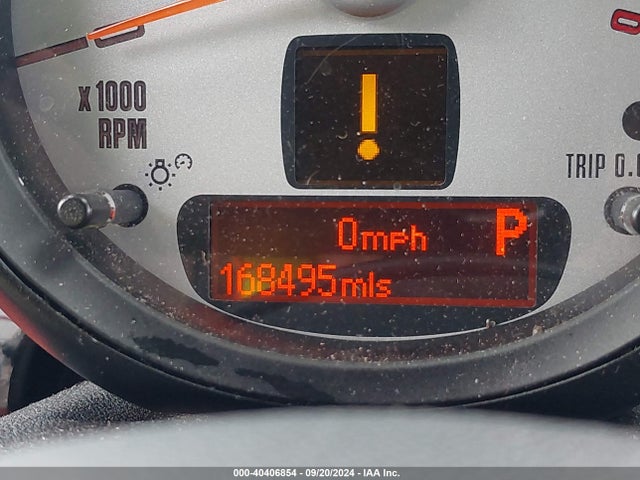 x 1000
RPM
!
TRIP 0.0
0mph P
168495mls
000-40406854 - 09/20/2024 - IAA Inc.